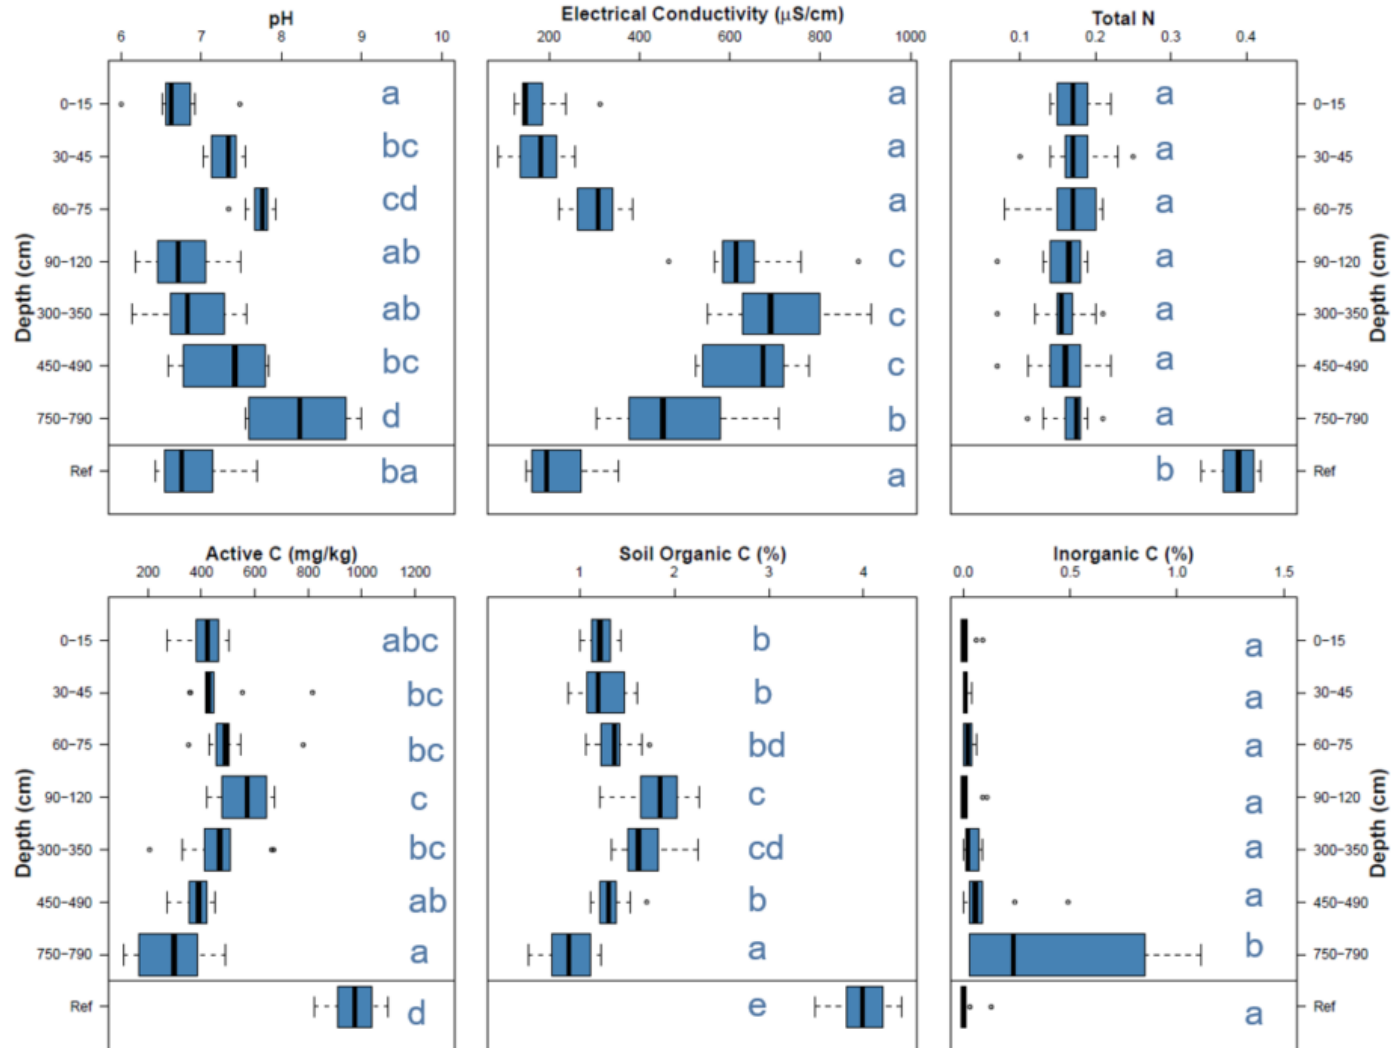 pH Electrical Conductivity (µS/cm) Total N
6 7 8 9 10 200 400 600 800 1000 0.1 0.2 0.3 0.4
0−15 a a a 0−15
30−45 bc a a 30−45
60−75 cd a a 60−75
90−120 ab c a 90−120
300−350 ab c a 300−350
450−490 bc c a 450−490
750−790 d b a 750−790
Ref ba a b Ref
Depth (cm) Depth (cm)
Active C (mg/kg) Soil Organic C (%) Inorganic C (%)
200 400 600 800 1000 1200 1 2 3 4 0.0 0.5 1.0 1.5
0−15 abc b a 0−15
30−45 bc b a 30−45
60−75 bc bd a 60−75
90−120 c c a 90−120
300−350 bc cd a 300−350
450−490 ab b a 450−490
750−790 a a b 750−790
Ref d e a Ref
Depth (cm) Depth (cm)